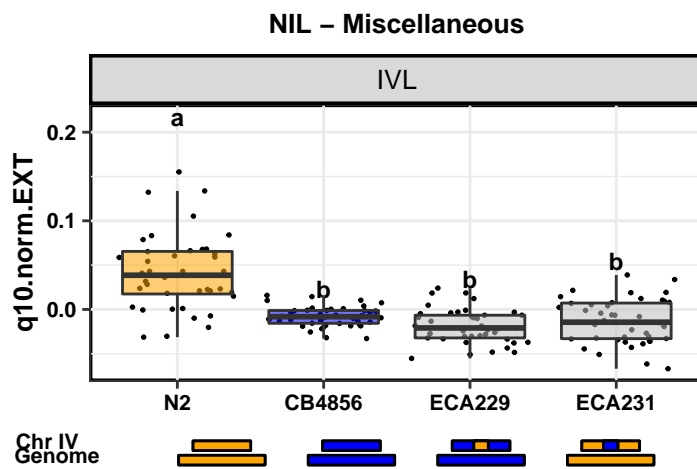 NIL – Miscellaneous
IVL
q10.norm.EXT
0.2
0.1
0.0
a
b
b
b
N2 CB4856 ECA229 ECA231
Chr IV
Genome